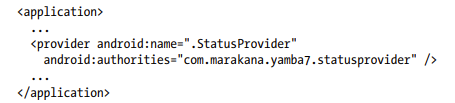 <application>
...
<provider android:name=".StatusProvider"
android:authorities="com.marakana.yamba7.statusprovider" />
...
</application>